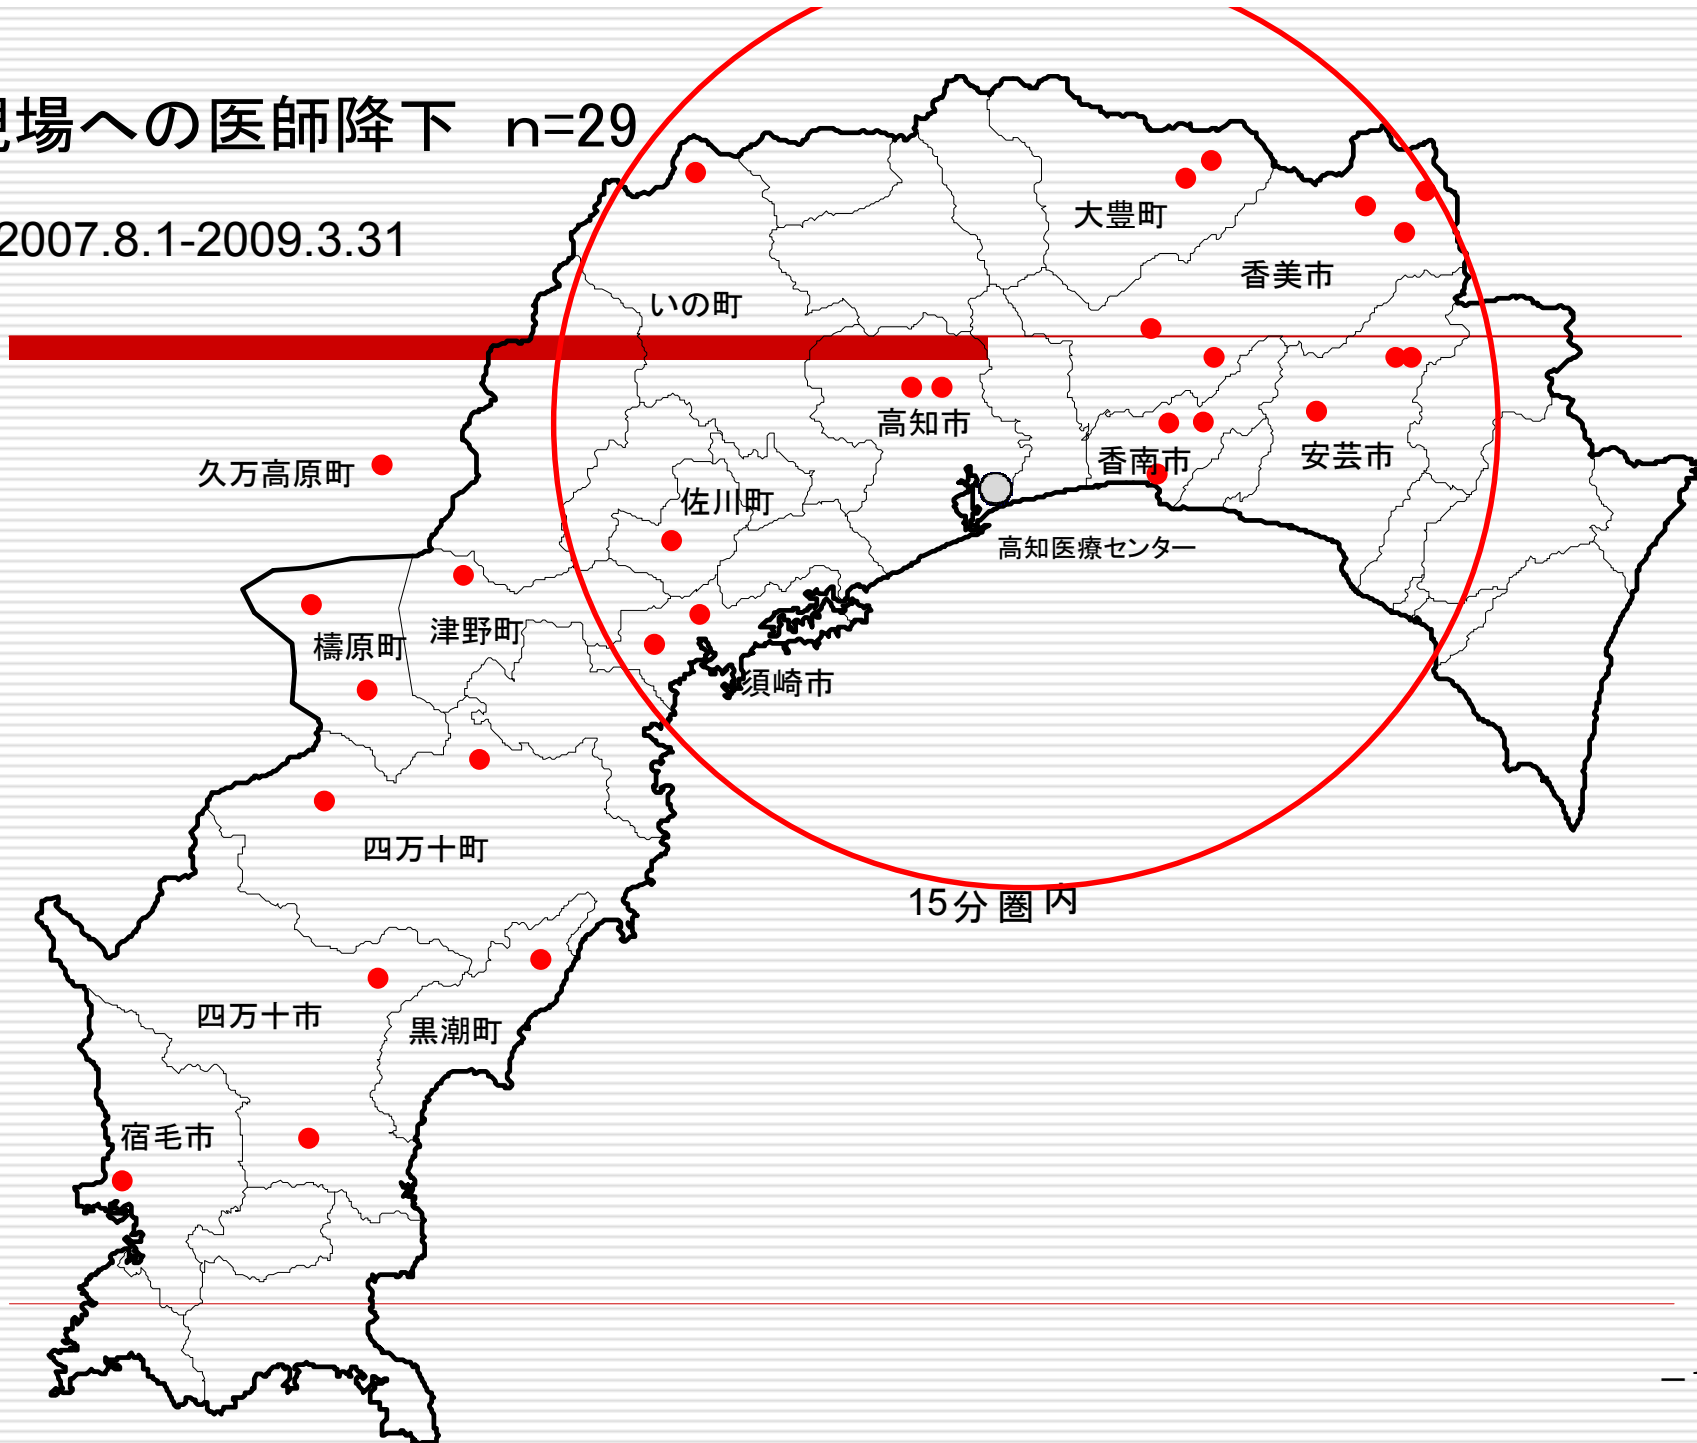 場への医師降下　n=29
2007.8.1-2009.3.31
大豊町
香美市
いの町
高知市
久万高原町
香南市
安芸市
佐川町
高知医療センター
津野町
檮原町
須崎市
四万十町
15分圏内
四万十市
黒潮町
宿毛市